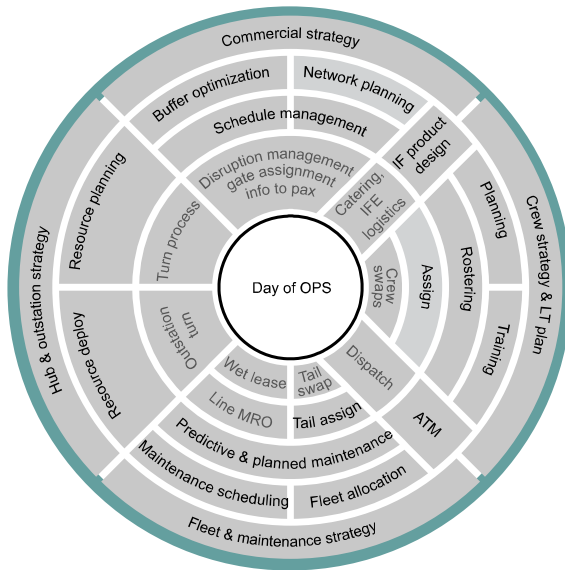 Commercial strategy
Buffer optimization
Network planning
Schedule management
Disruption management
gate assignment
info to pax
IF product
design
Catering,
IFE
logistics
Crew strategy & LT plan
Planning
Rostering
Assign
Crew
swaps
Training
Day of OPS
Hub & outstation strategy
Resource planning
Turn process
Resource deploy
Outstation
turn
Dispatch
ATM
Wet lease
Tail
swap
Line MRO
Tail assign
Predictive & planned maintenance
Maintenance scheduling
Fleet allocation
Fleet & maintenance strategy